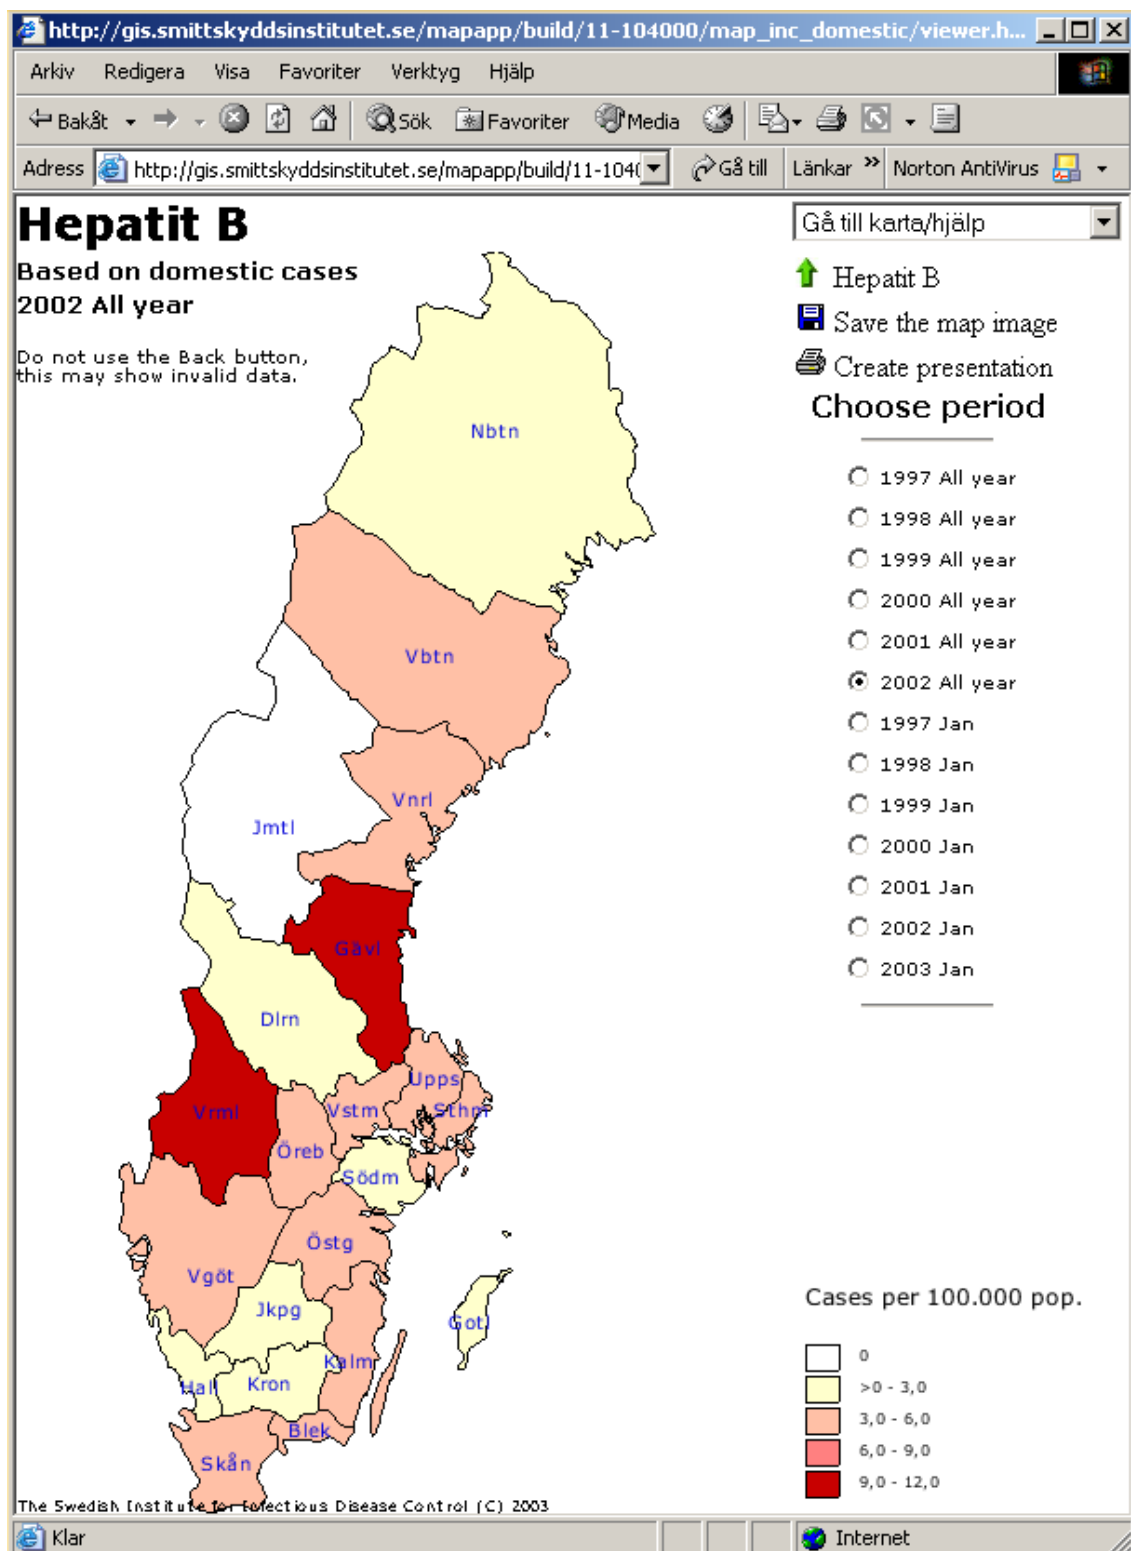 http://gis.smittskyddsinstitutet.se/mapapp/build/11-104000/map_inc_domestic/viewer.h...
Arkiv Redigera Visa Favoriter Verktyg Hjälp
Bakåt Sök Favoriter Media
Adress http://gis.smittskyddsinstitutet.se/mapapp/build/11-104 Gå till Länkar » Norton AntiVirus
Hepatit B
Based on domestic cases
2002 All year
Do not use the Back button,
this may show invalid data.
Gå till karta/hjälp
Hepatit B
Save the map image
Create presentation
Choose period
1997 All year
1998 All year
1999 All year
2000 All year
2001 All year
2002 All year
1997 Jan
1998 Jan
1999 Jan
2000 Jan
2001 Jan
2002 Jan
2003 Jan
Nbtn
Vbtn
Vnrl
Jmtl
Gävl
Dlrn
Upps
Vrml
Vstm
Sthm
Öreb
Södm
Östg
Vgöt
Jkpg
Gotl
Kalm
Hall
Kron
Blek
Skån
Cases per 100.000 pop.
0
>0 - 3,0
3,0 - 6,0
6,0 - 9,0
9,0 - 12,0
The Swedish Institute for Infectious Disease Control (C) 2003
Klar
Internet